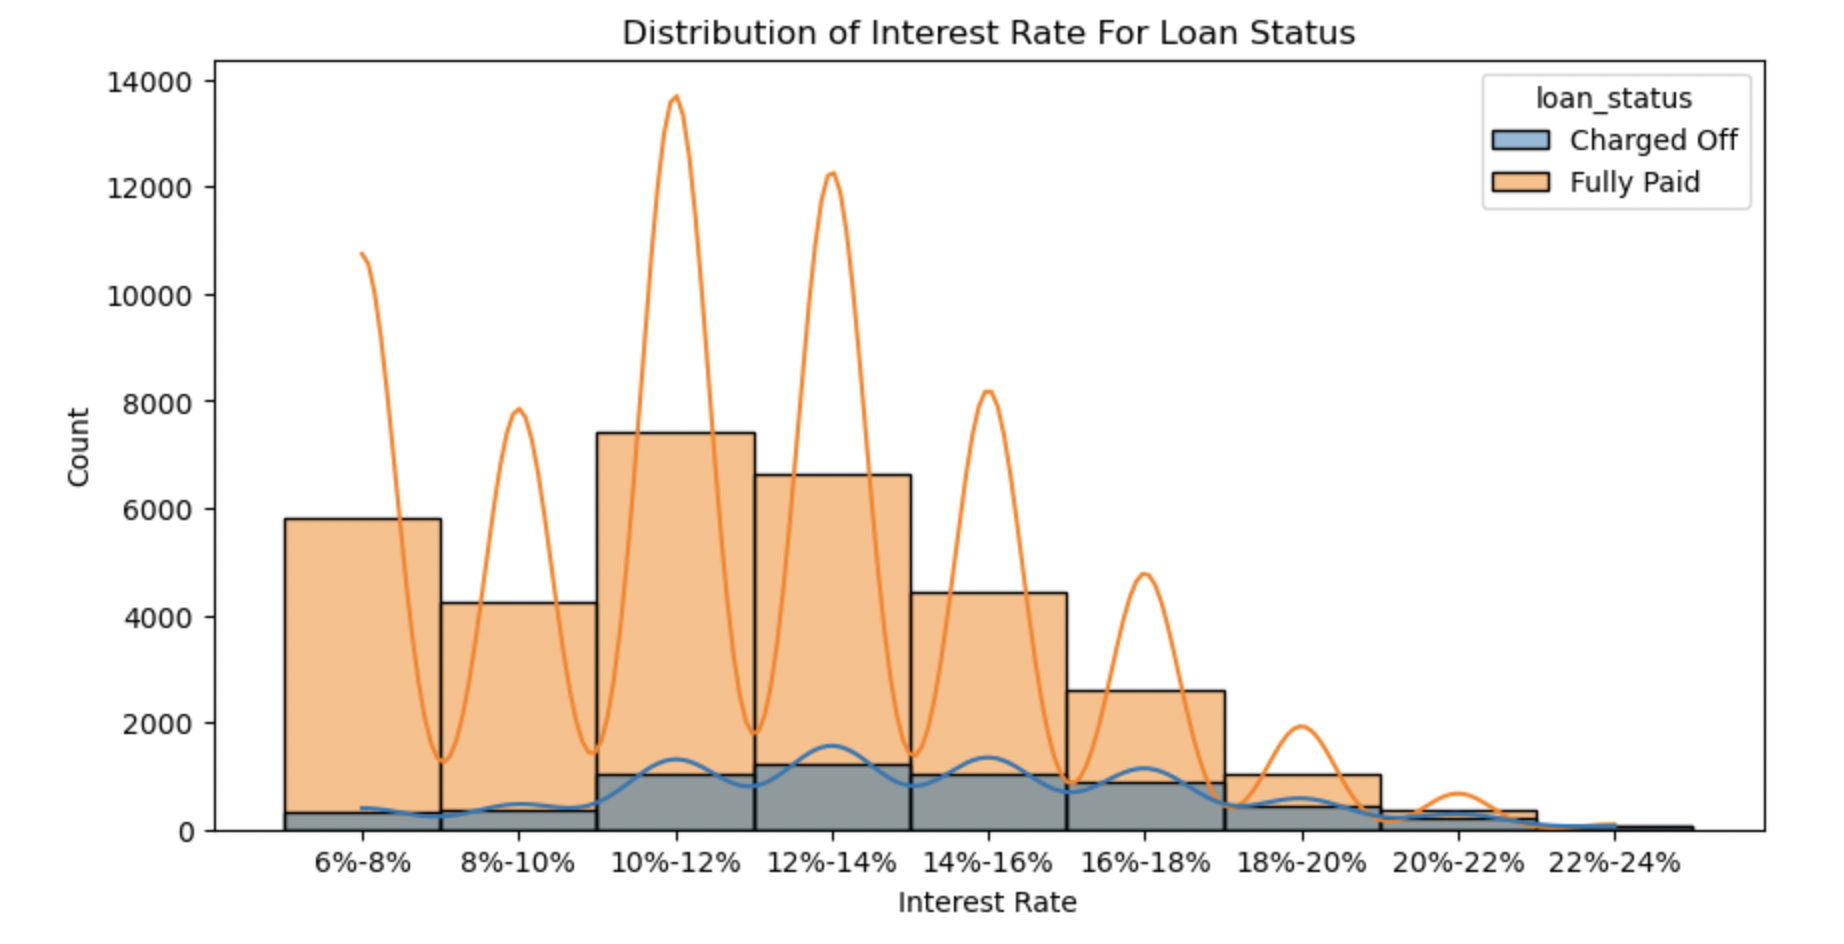 Distribution of Interest Rate For Loan Status
14000
12000
10000
8000
6000
4000
2000
0
Count
loan_status
Charged Off
Fully Paid
6%-8% 8%-10% 10%-12% 12%-14% 14%-16% 16%-18% 18%-20% 20%-22% 22%-24%
Interest Rate